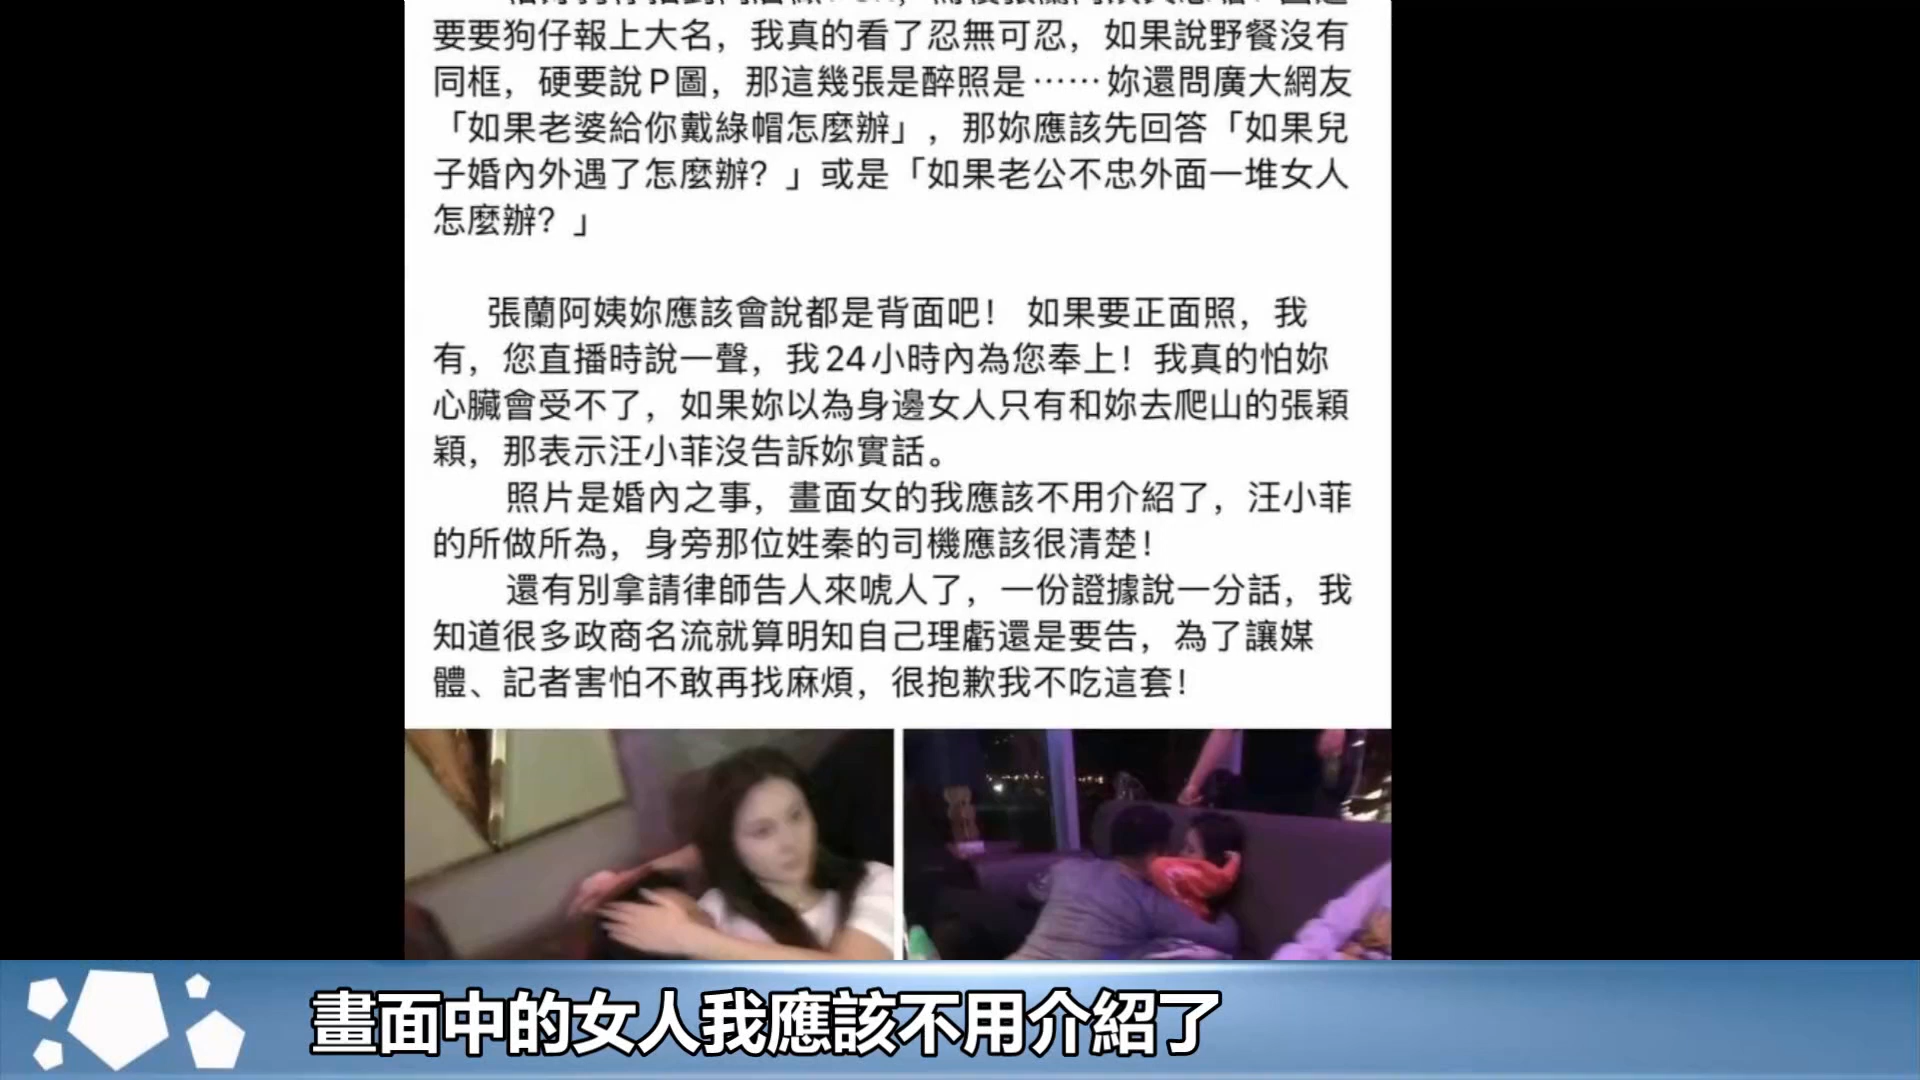 要要狗仔報上大名，我真的看了忍無可忍，如果說野餐沒有
同框，硬要說P圖，那這幾張是醉照是⋯⋯妳還問廣大網友
「如果老婆給你戴綠帽怎麼辦」，那妳應該先回答「如果兒
子婚內外遇了怎麼辦？」或是「如果老公不忠外面一堆女人
怎麼辦？」
張蘭阿姨妳應該會說都是背面吧！ 如果要正面照，我
有，您直播時說一聲，我24小時內為您奉上！我真的怕妳
心臟會受不了，如果妳以為身邊女人只有和妳去爬山的張穎
穎，那表示汪小菲沒告訴妳實話。
照片是婚內之事，畫面女的我應該不用介紹了，汪小菲
的所做所為，身旁那位姓秦的司機應該很清楚！
還有別拿請律師告人來唬人了，一份證據說一分話，我
知道很多政商名流就算明知自己理虧還是要告，為了讓媒
體、記者害怕不敢再找麻煩，很抱歉我不吃這套！
畫面中的女人我應該不用介紹了